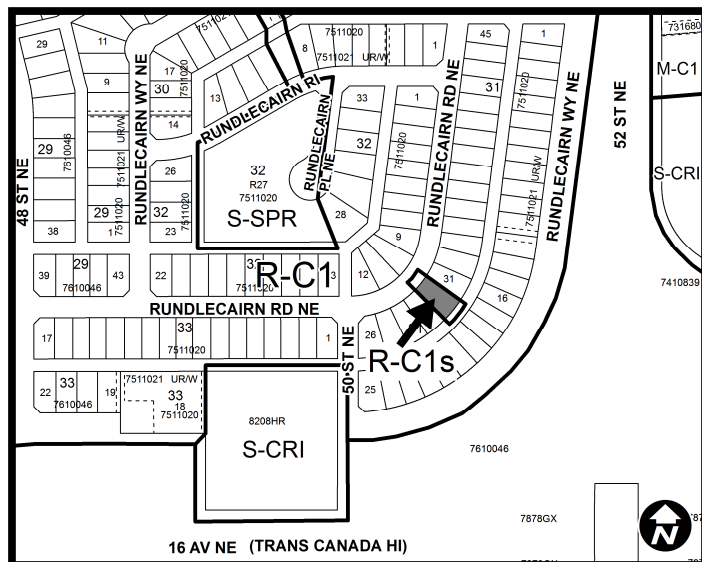 29
11
17
7511020
30
7511020
7511020
7511021 UR/W
8
1
45
1
731680
M-C1
9
13
14
RUNDLECAIRN WY NE
RUNDLECAIRN RI
33
1
31
7511020
RUNDLECAIRN RD NE
RUNDLECAIRN WY NE
52 ST NE
29
7610046
7511021 UR/W
32
R27
7511020
S-SPR
RUNDLECAIRN
PL NE
32
7511020
S-CRI
26
32
23
7511020
48 ST NE
38
29
1
7511020
28
9
7511021 UR/W
39
29
43
7610046
22
R-C1
7511020
3
12
31
16
7410839
RUNDLECAIRN RD NE
17
33
7511020
1
50 ST NE
26
R-C1s
22
33
19
7610046
7511021 UR/W
33
18
7511020
25
8208HR
S-CRI
7610046
7878GX
N
16 AV NE (TRANS CANADA HI)